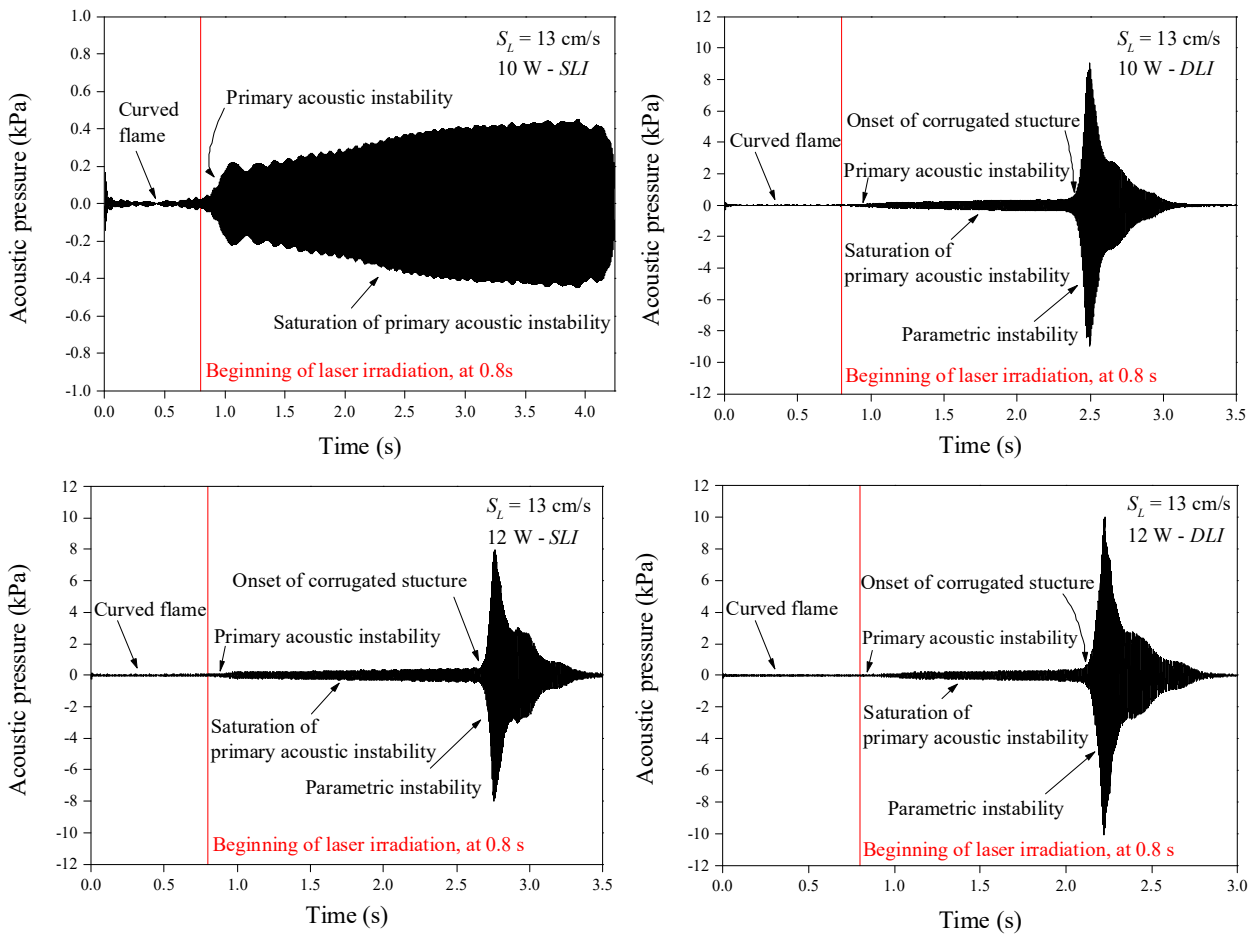 1.0
0.8
0.6
0.4
0.2
0.0
-0.2
-0.4
-0.6
-0.8
-1.0
Acoustic pressure (kPa)
S_L = 13 cm/s
10 W - SLI
Primary acoustic instability
Curved
flame
Saturation of primary acoustic instability
Beginning of laser irradiation, at 0.8s
0.0 0.5 1.0 1.5 2.0 2.5 3.0 3.5 4.0
Time (s)
12
10
8
6
4
2
0
-2
-4
-6
-8
-10
-12
Acoustic pressure (kPa)
S_L = 13 cm/s
10 W - DLI
Onset of corrugated stucture
Curved flame
Primary acoustic instability
Saturation of
primary acoustic instability
Parametric instability
Beginning of laser irradiation, at 0.8 s
0.0 0.5 1.0 1.5 2.0 2.5 3.0 3.5
Time (s)
12
10
8
6
4
2
0
-2
-4
-6
-8
-10
-12
Acoustic pressure (kPa)
S_L = 13 cm/s
12 W - SLI
Onset of corrugated stucture
Curved flame
Primary acoustic instability
Saturation of
primary acoustic instability
Parametric instability
Beginning of laser irradiation, at 0.8 s
0.0 0.5 1.0 1.5 2.0 2.5 3.0 3.5
Time (s)
12
10
8
6
4
2
0
-2
-4
-6
-8
-10
-12
Acoustic pressure (kPa)
S_L = 13 cm/s
12 W - DLI
Onset of corrugated stucture
Curved flame
Primary acoustic instability
Saturation of
primary acoustic instability
Parametric instability
Beginning of laser irradiation, at 0.8 s
0.0 0.5 1.0 1.5 2.0 2.5 3.0
Time (s)